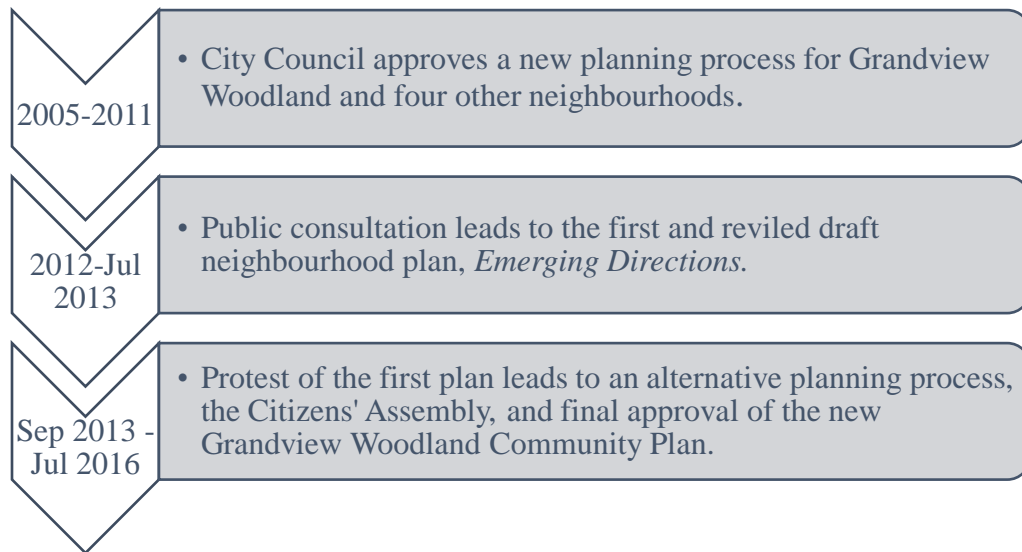 2005-2011
• City Council approves a new planning process for Grandview
Woodland and four other neighbourhoods.
2012-Jul
2013
• Public consultation leads to the first and reviled draft
neighbourhood plan, Emerging Directions.
Sep 2013 -
Jul 2016
• Protest of the first plan leads to an alternative planning process,
the Citizens' Assembly, and final approval of the new
Grandview Woodland Community Plan.